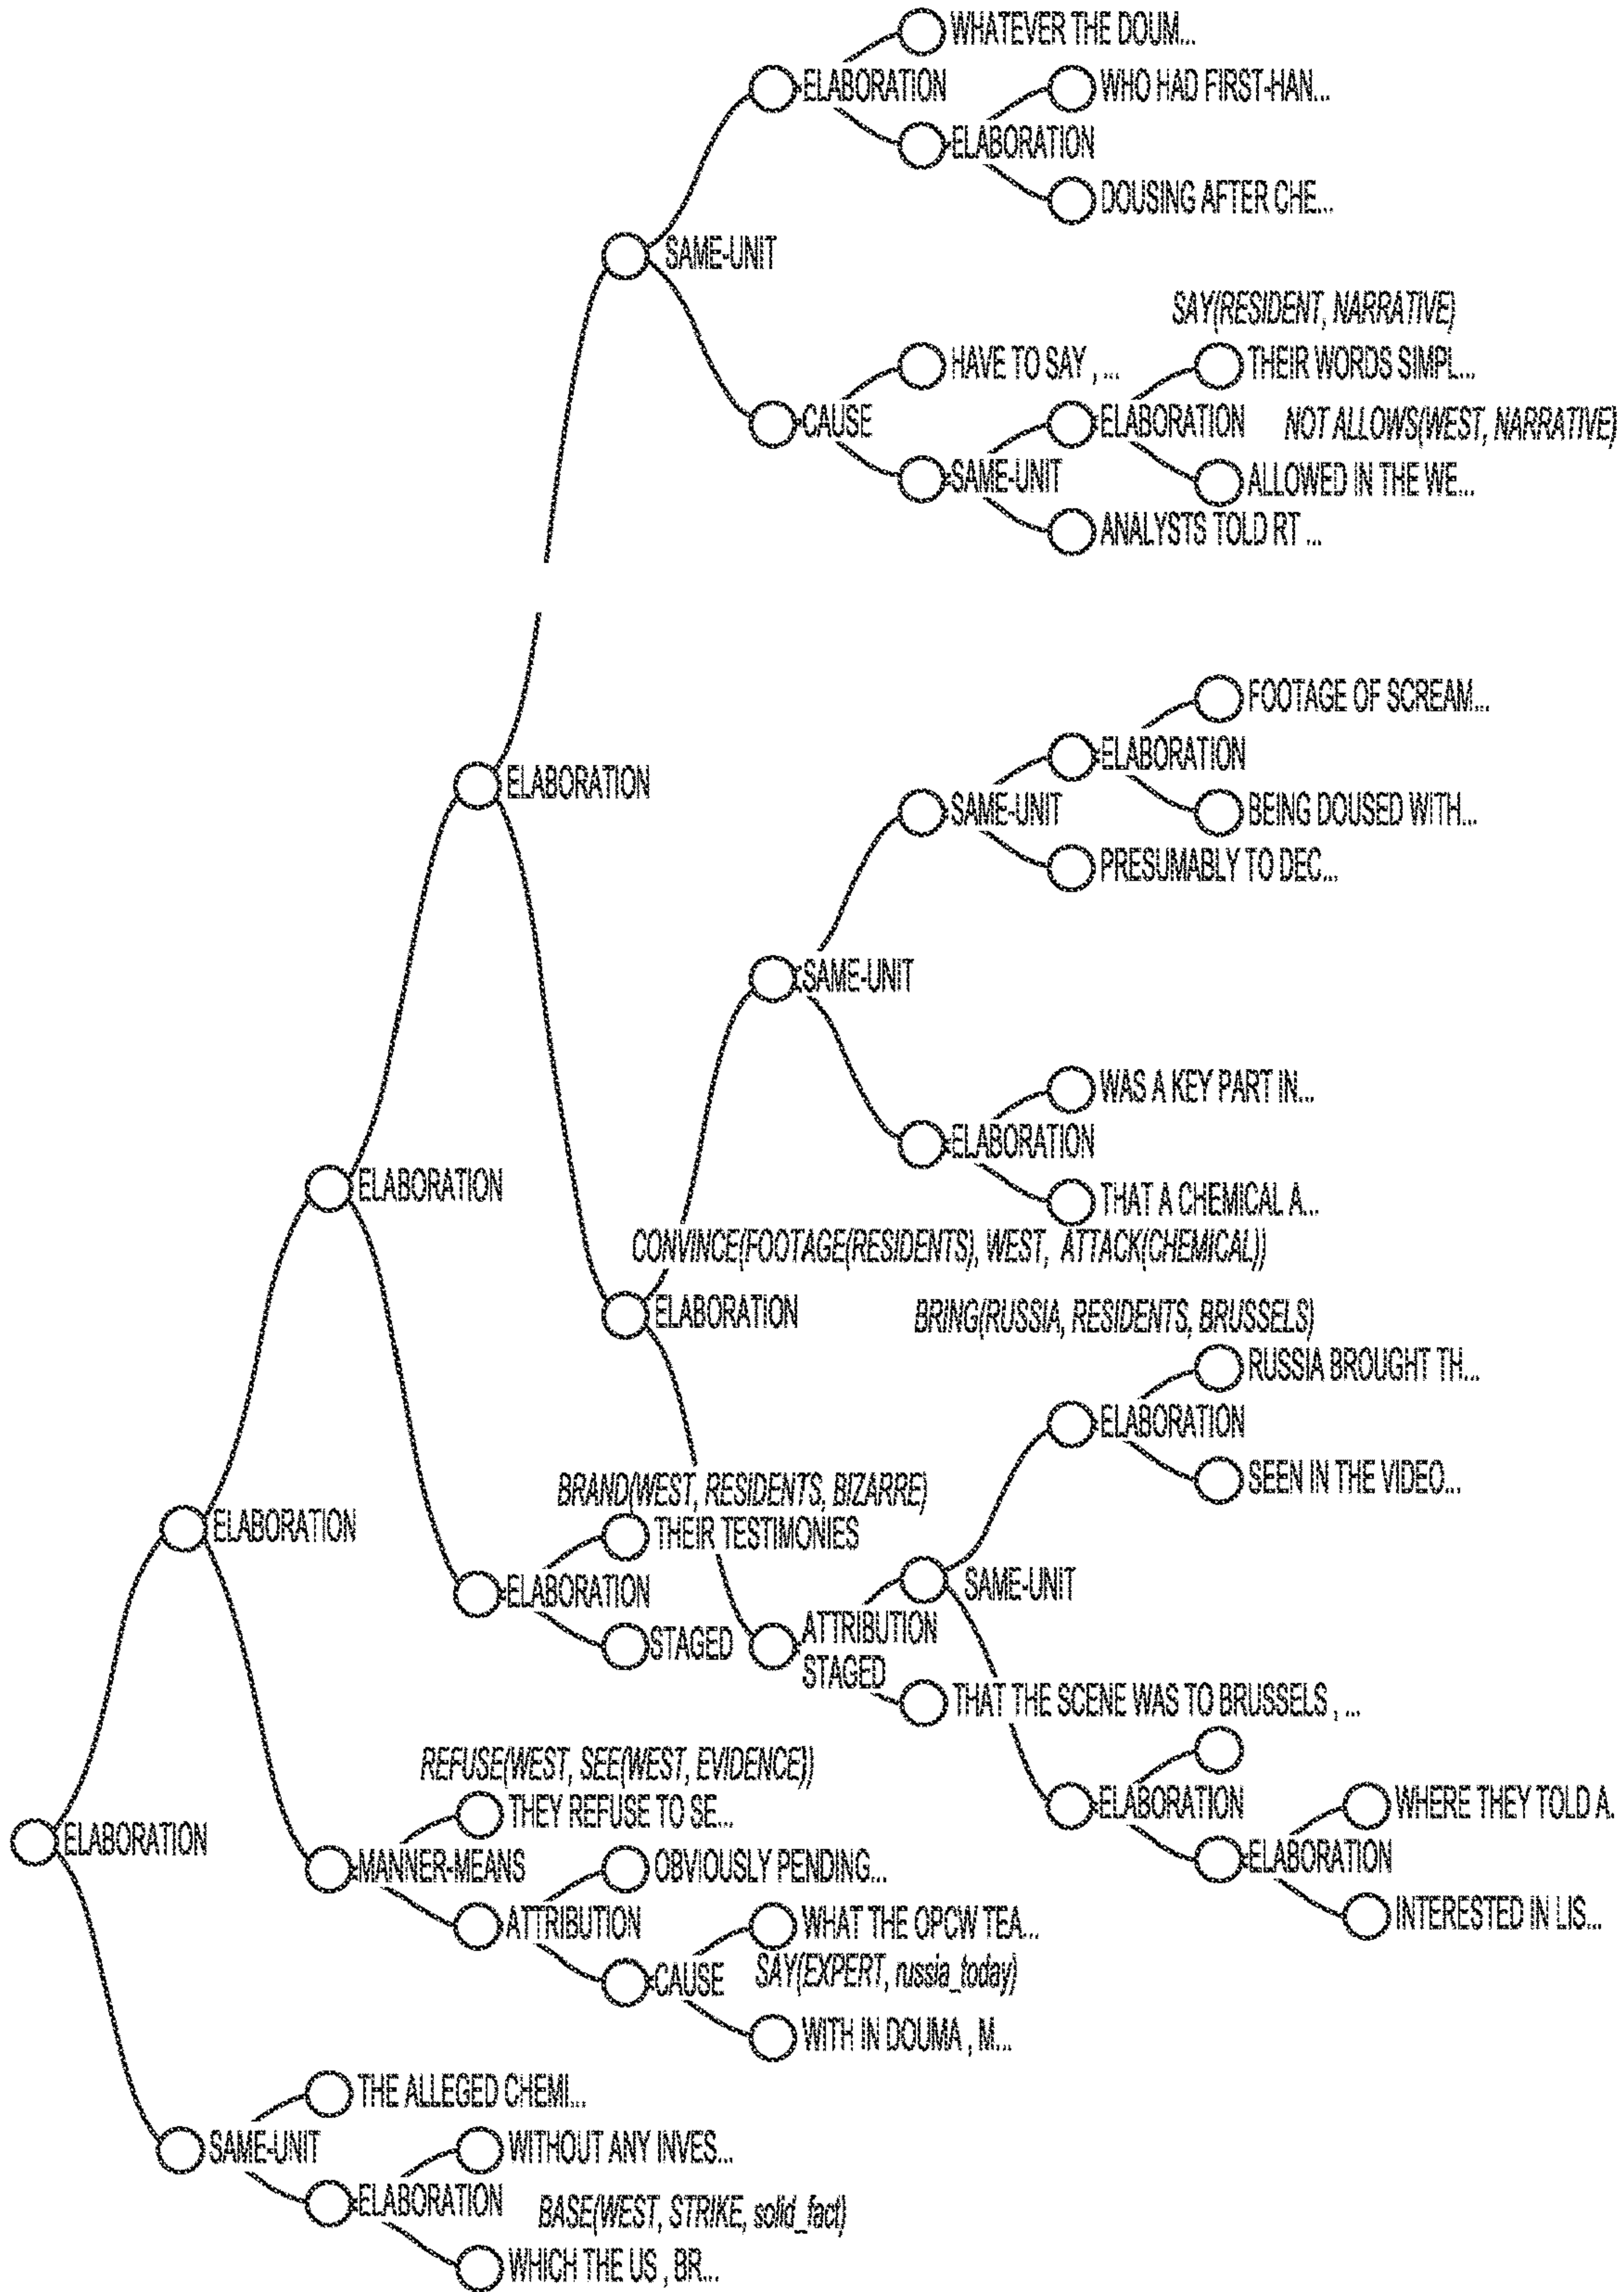 WHATEVER THE DOUM...
ELABORATION
WHO HAD FIRST-HAN...
ELABORATION
DOUSING AFTER CHE...
SAME-UNIT
SAY(RESIDENT, NARRATIVE)
HAVE TO SAY , ...
THEIR WORDS SIMPL...
CAUSE
ELABORATION
NOT ALLOWS(WEST, NARRATIVE)
SAME-UNIT
ALLOWED IN THE WE...
ANALYSTS TOLD RT ...
FOOTAGE OF SCREAM...
ELABORATION
ELABORATION
SAME-UNIT
BEING DOUSED WITH...
PRESUMABLY TO DEC...
SAME-UNIT
WAS A KEY PART IN...
ELABORATION
ELABORATION
THAT A CHEMICAL A...
CONVINCE(FOOTAGE(RESIDENTS), WEST, ATTACK(CHEMICAL))
ELABORATION
BRING(RUSSIA, RESIDENTS, BRUSSELS)
RUSSIA BROUGHT TH...
ELABORATION
SEEN IN THE VIDEO...
BRAND(WEST, RESIDENTS, BIZARRE)
ELABORATION
THEIR TESTIMONIES
ELABORATION
SAME-UNIT
STAGED
ATTRIBUTION
STAGED
THAT THE SCENE WAS TO BRUSSELS , ...
REFUSE(WEST, SEE(WEST, EVIDENCE))
THEY REFUSE TO SE...
ELABORATION
WHERE THEY TOLD A.
ELABORATION
MANNER-MEANS
OBVIOUSLY PENDING...
ELABORATION
ATTRIBUTION
WHAT THE OPCW TEA...
INTERESTED IN LIS...
CAUSE
SAY(EXPERT, russia_today)
WITH IN DOUMA , M...
THE ALLEGED CHEMI...
SAME-UNIT
WITHOUT ANY INVES...
ELABORATION
BASE(WEST, STRIKE, solid_fact)
WHICH THE US , BR...